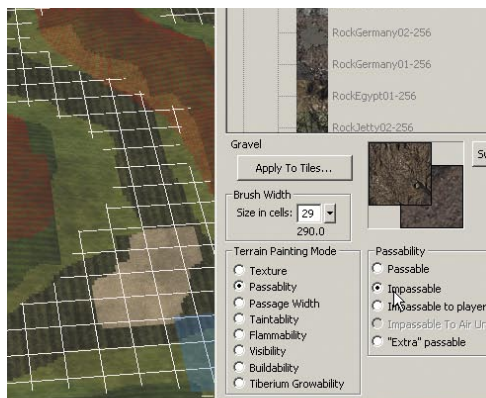 RockGermany02-256
RockGermany01-256
RockEgypt01-256
RockJetty02-256
Gravel
Apply To Tiles...
Brush Width
Size in cells: 29
290.0
Terrain Painting Mode
Texture
Passablity
Passage Width
Taintablity
Flammability
Visibility
Buildability
Tiberium Growability
Passability
Passable
Impassable
Impassable to player
Impassable To Air Un
"Extra" passable